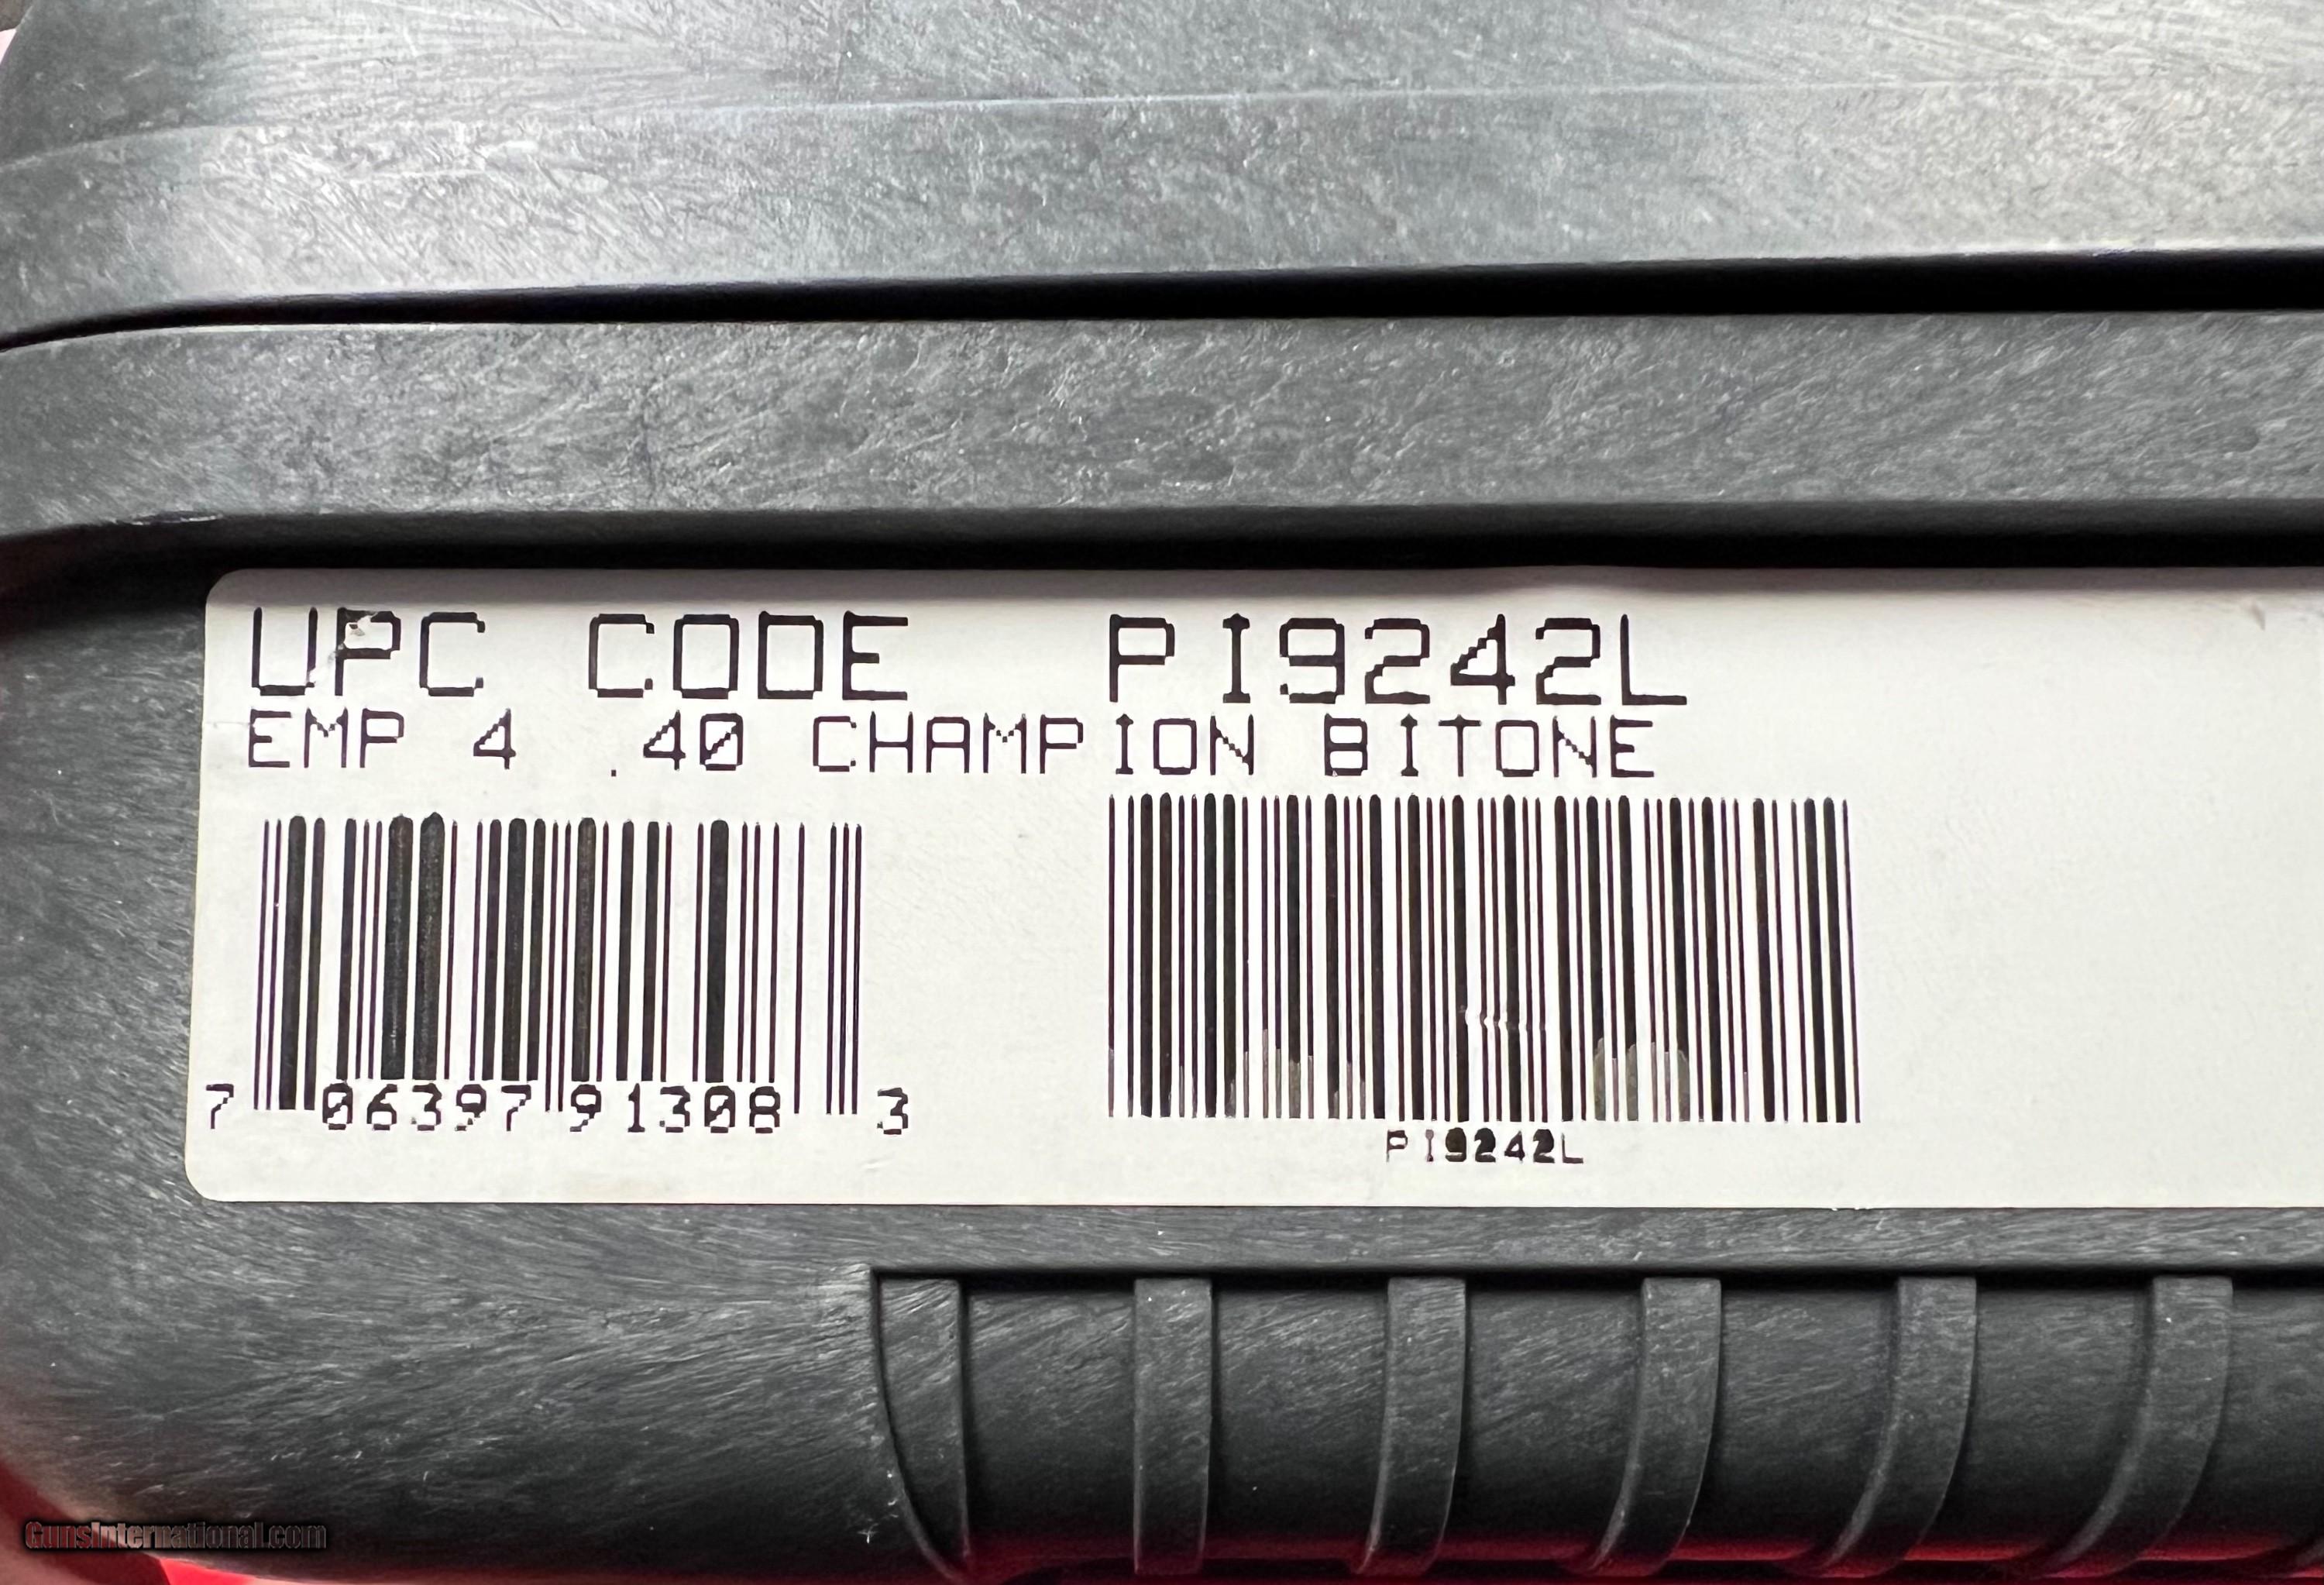 UPC CODE PI9242L
EMP 4 .40 CHAMPION BITONE
7 06397 91308 3
PI9242L
GunsInternational.com